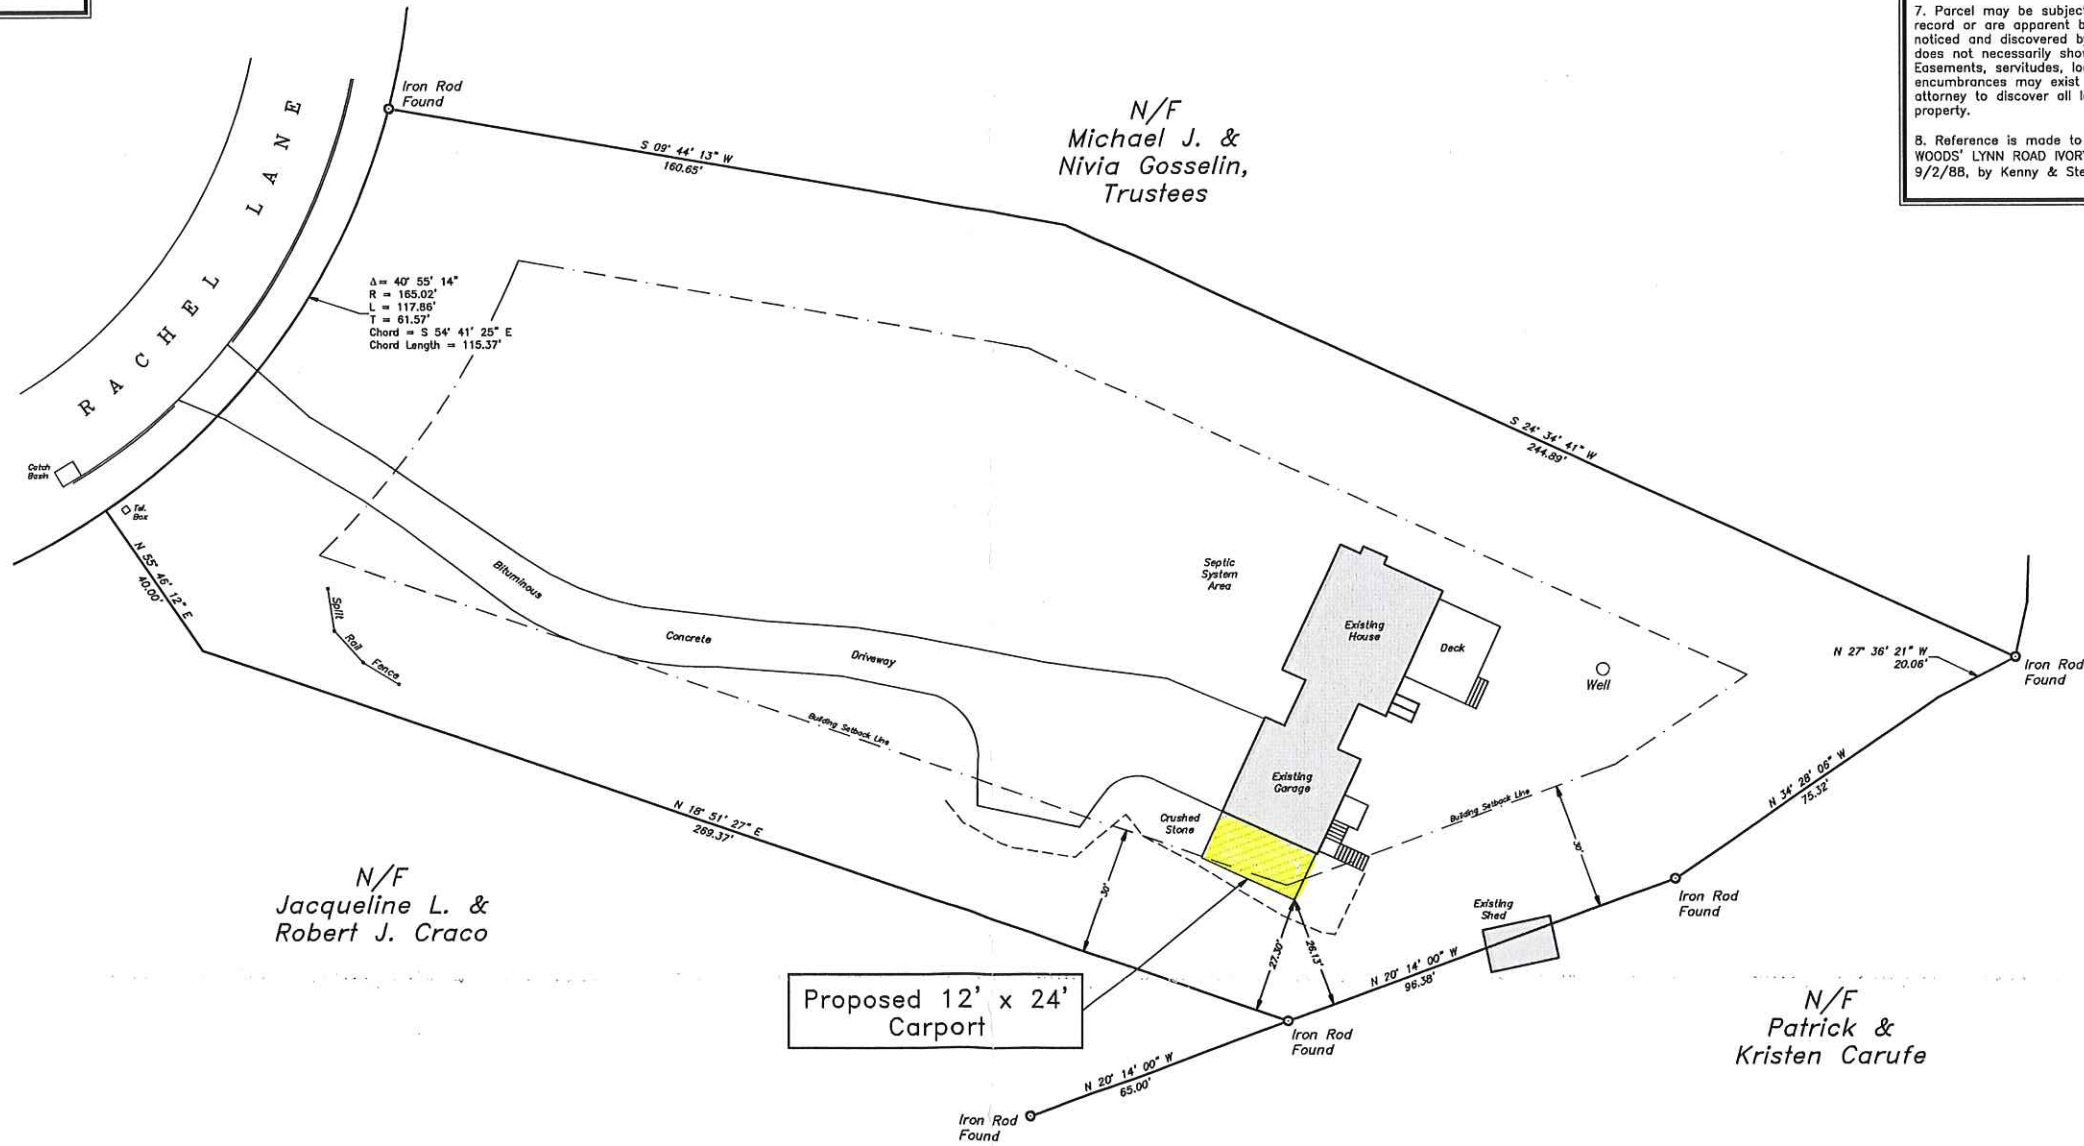 7. Parcel may be subject
record or are apparent b
noticed and discovered by
does not necessarily show
Easements, servitudes,
encumbrances may exist
attorney to discover all
property.
8. Reference is made to
WOODS' LYNN ROAD
9/2/88, by Kenny &
Iron Rod
Found
S 09° 44' 13" W
160.65'
N/F
Michael J. &
Nivia Gosselin,
Trustees
RACHEL LANE
Δ= 40° 55' 14"
R = 165.02'
L = 117.86'
T = 61.57'
Chord = S 54° 41' 25" E
Chord Length = 115.37'
S 24° 34' 41" W
244.89'
Catch
Basin
Tel.
Box
N 55° 46' 12" E
40.00'
Split
Rail
Fence
Bituminous
Concrete
Driveway
Septic
System
Area
Existing
House
Deck
Well
N 27° 36' 21" W
20.06'
Iron Rod
Found
Building Setback Line
Existing
Garage
Building Setback Line
N 34° 28' 06" W
75.32'
Crushed
Stone
N 18° 51' 27" E
269.37'
30'
30'
N/F
Jacqueline L. &
Robert J. Craco
Iron Rod
Found
Existing
Shed
27.30'
26.13'
N 20° 14' 00" W
96.38'
Proposed 12' x 24'
Carport
N/F
Patrick &
Kristen Carufe
Iron Rod
Found
N 20° 14' 00" W
65.00'
Iron Rod
Found